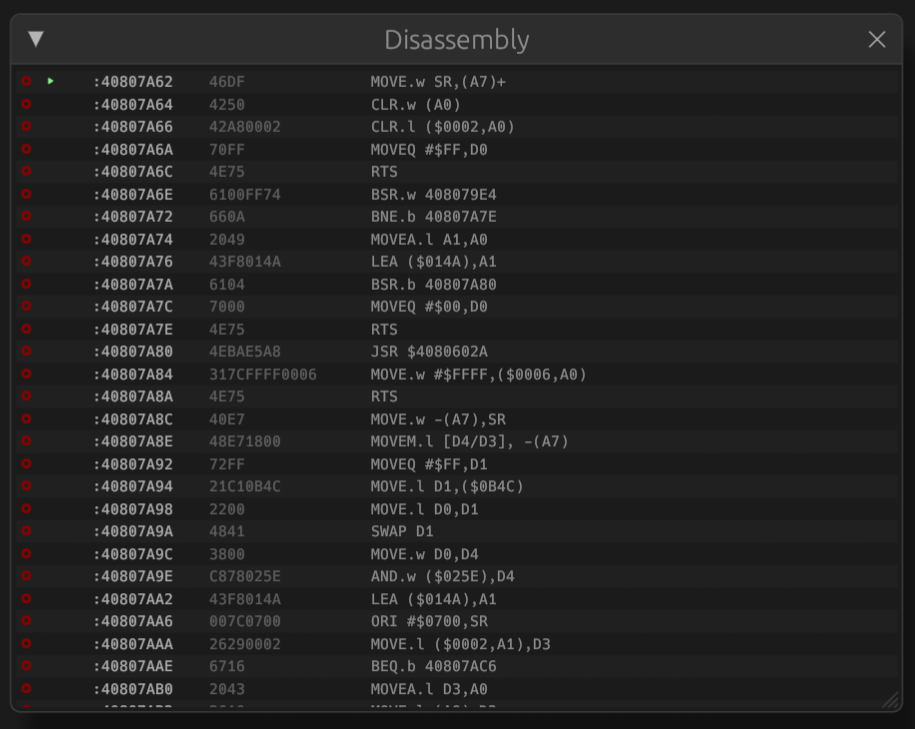 Disassembly
:40807A62 46DF MOVE.w SR,(A7)+
:40807A64 4250 CLR.w (A0)
:40807A66 42A80002 CLR.l ($0002,A0)
:40807A6A 70FF MOVEQ #$FF,D0
:40807A6C 4E75 RTS
:40807A6E 6100FF74 BSR.w 408079E4
:40807A72 660A BNE.b 40807A7E
:40807A74 2049 MOVEA.l A1,A0
:40807A76 43F8014A LEA ($014A),A1
:40807A7A 6104 BSR.b 40807A80
:40807A7C 7000 MOVEQ #$00,D0
:40807A7E 4E75 RTS
:40807A80 4EBAE5A8 JSR $4080602A
:40807A84 317CFFFF0006 MOVE.w #$FFFF,($0006,A0)
:40807A8A 4E75 RTS
:40807A8C 40E7 MOVE.w -(A7),SR
:40807A8E 48E71800 MOVEM.l [D4/D3], -(A7)
:40807A92 72FF MOVEQ #$FF,D1
:40807A94 21C10B4C MOVE.l D1,($0B4C)
:40807A98 2200 MOVE.l D0,D1
:40807A9A 4841 SWAP D1
:40807A9C 3800 MOVE.w D0,D4
:40807A9E C878025E AND.w ($025E),D4
:40807AA2 43F8014A LEA ($014A),A1
:40807AA6 007C0700 ORI #$0700,SR
:40807AAA 26290002 MOVE.l ($0002,A1),D3
:40807AAE 6716 BEQ.b 40807AC6
:40807AB0 2043 MOVEA.l D3,A0